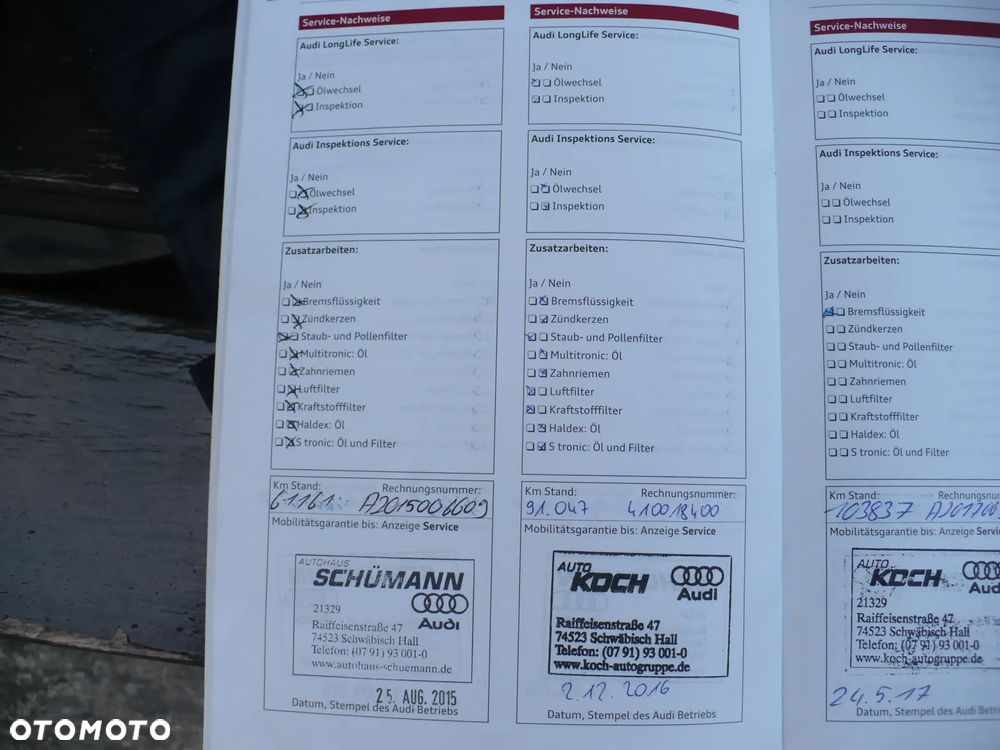 Service-Nachweise
Audi LongLife Service:
Ja / Nein
Ölwechsel
Inspektion
Audi Inspektions Service:
Ja / Nein
Ölwechsel
Inspektion
Zusatzarbeiten:
Ja / Nein
Bremsflüssigkeit
Zündkerzen
Staub- und Pollenfilter
Multitronic: Öl
Zahnriemen
Luftfilter
Kraftstofffilter
Haldex: Öl
S tronic: Öl und Filter
Km Stand: Rechnungsnummer:
61161
Mobilitätsgarantie bis: Anzeige Service
AUTOHAUS
SCHÜMANN
Audi
21329
Raiffeisenstraße 47
74523 Schwäbisch Hall
Telefon: (07 91) 93 001-0
www.autohaus-schuemann.de
25. AUG. 2015
Datum, Stempel des Audi Betriebs
Service-Nachweise
Audi LongLife Service:
Ja / Nein
Ölwechsel
Inspektion
Audi Inspektions Service:
Ja / Nein
Ölwechsel
Inspektion
Zusatzarbeiten:
Ja / Nein
Bremsflüssigkeit
Zündkerzen
Staub- und Pollenfilter
Multitronic: Öl
Zahnriemen
Luftfilter
Kraftstofffilter
Haldex: Öl
S tronic: Öl und Filter
Km Stand: Rechnungsnummer:
91.047 410018400
Mobilitätsgarantie bis: Anzeige Service
AUTO
KOCH
Audi
Raiffeisenstraße 47
74523 Schwäbisch Hall
Telefon: (07 91) 93 001-0
www.koch-autogruppe.de
2.12.2016
Datum, Stempel des Audi Betriebs
Service-Nachweise
Audi LongLife Service:
Ja / Nein
Ölwechsel
Inspektion
Audi Inspektions Service:
Ja / Nein
Ölwechsel
Inspektion
Zusatzarbeiten:
Ja / Nein
Bremsflüssigkeit
Zündkerzen
Staub- und Pollenfilter
Multitronic: Öl
Zahnriemen
Luftfilter
Kraftstofffilter
Haldex: Öl
S tronic: Öl und Filter
Km Stand: Rechnungsnummer
103837
Mobilitätsgarantie bis: Anzeige Servic
AUTO
KOCH
Aud
21329
Raiffeisenstraße 47
74523 Schwäbisch Hall
Telefon: (07 91) 93 001-0
www.koch-autogruppe.de
24.5.17
Datum, Stempel des Audi Betriebs
OTOMOTO